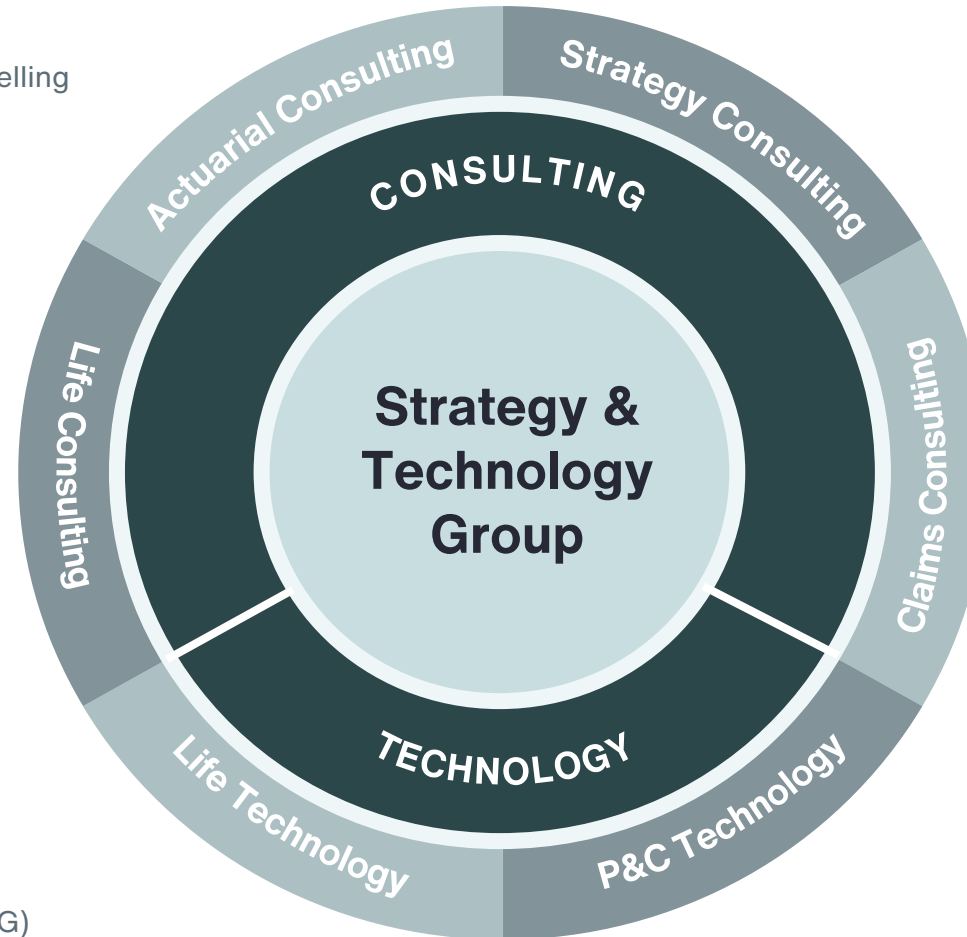 elling
Actuarial Consulting
Strategy Consulting
CONSULTING
Life Consulting
Claims Consulting
Strategy &
Technology
Group
TECHNOLOGY
Life Technology
P&C Technology
G)